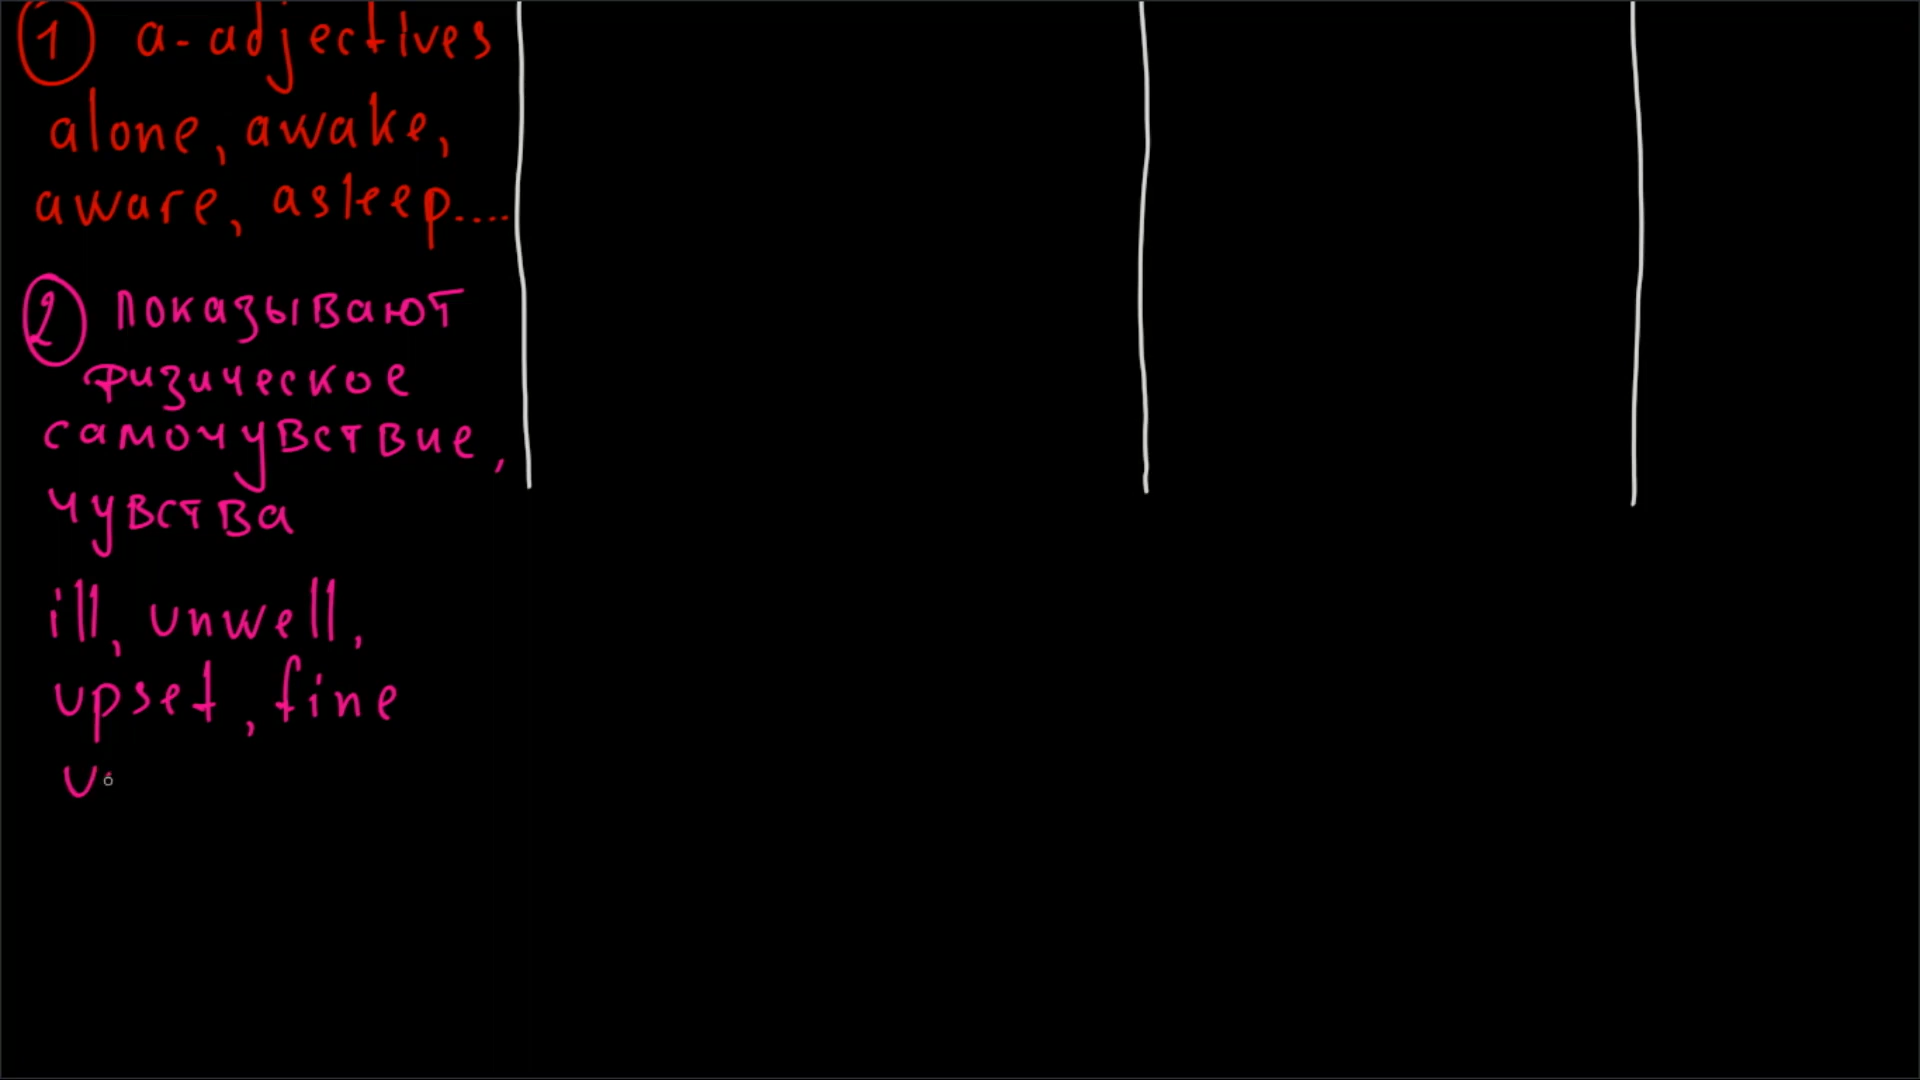 1 a-adjectives
alone, awake,
aware, asleep....
2 показывают
физическое
самочувствие,
чувства
ill, unwell,
upset, fine
u